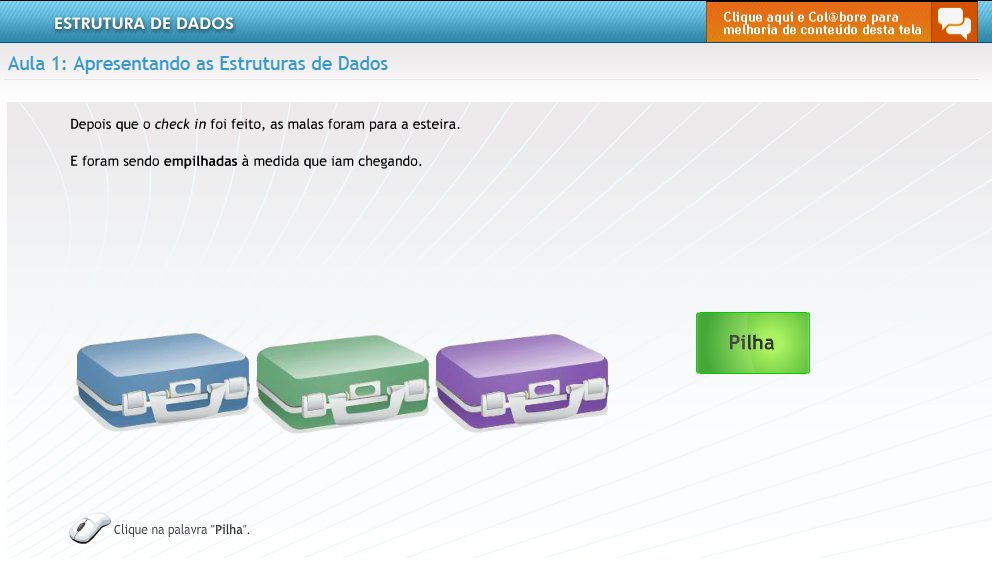 ESTRUTURA DE DADOS
Clique aqui e Col@bore para
melhoria de conteúdo desta tela
Aula 1: Apresentando as Estruturas de Dados
Depois que o check in foi feito, as malas foram para a esteira.
E foram sendo empilhadas à medida que iam chegando.
Pilha
Clique na palavra "Pilha".